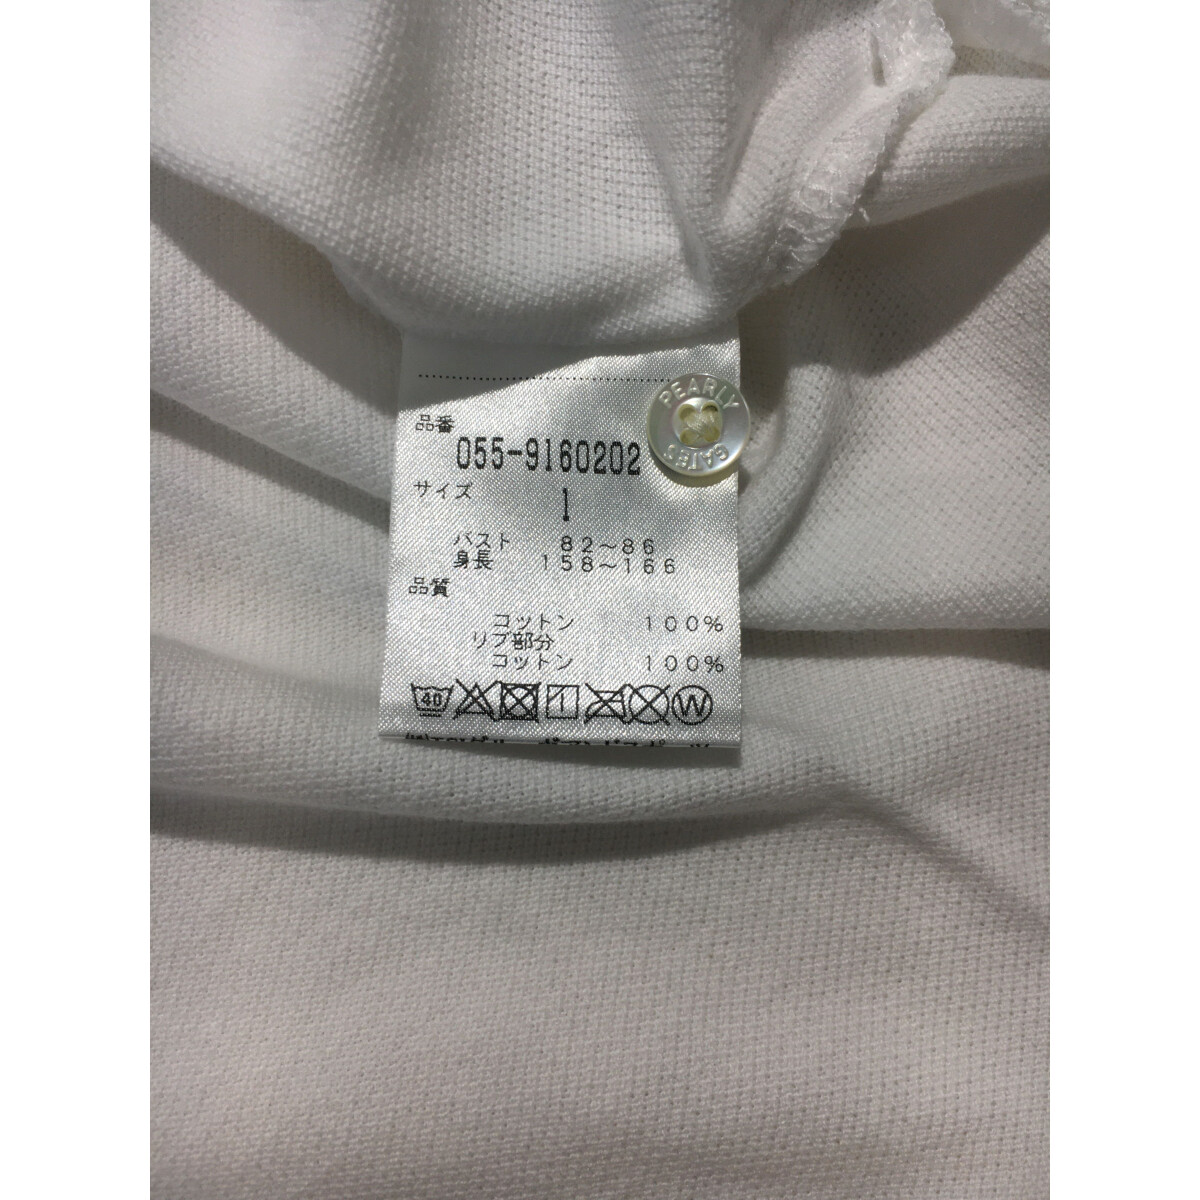 PEARLY
GATES
品番
055-9160202
サイズ
1
バスト 82～86
身長 158～166
品質
コットン 100%
リブ部分
コットン 100%
40
W